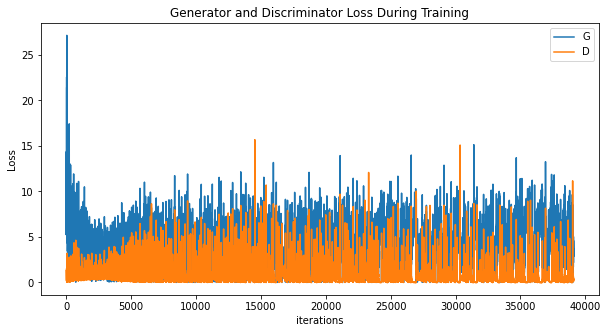 Generator and Discriminator Loss During Training
G
D
Loss
25
20
15
10
5
0
0 5000 10000 15000 20000 25000 30000 35000 40000
iterations